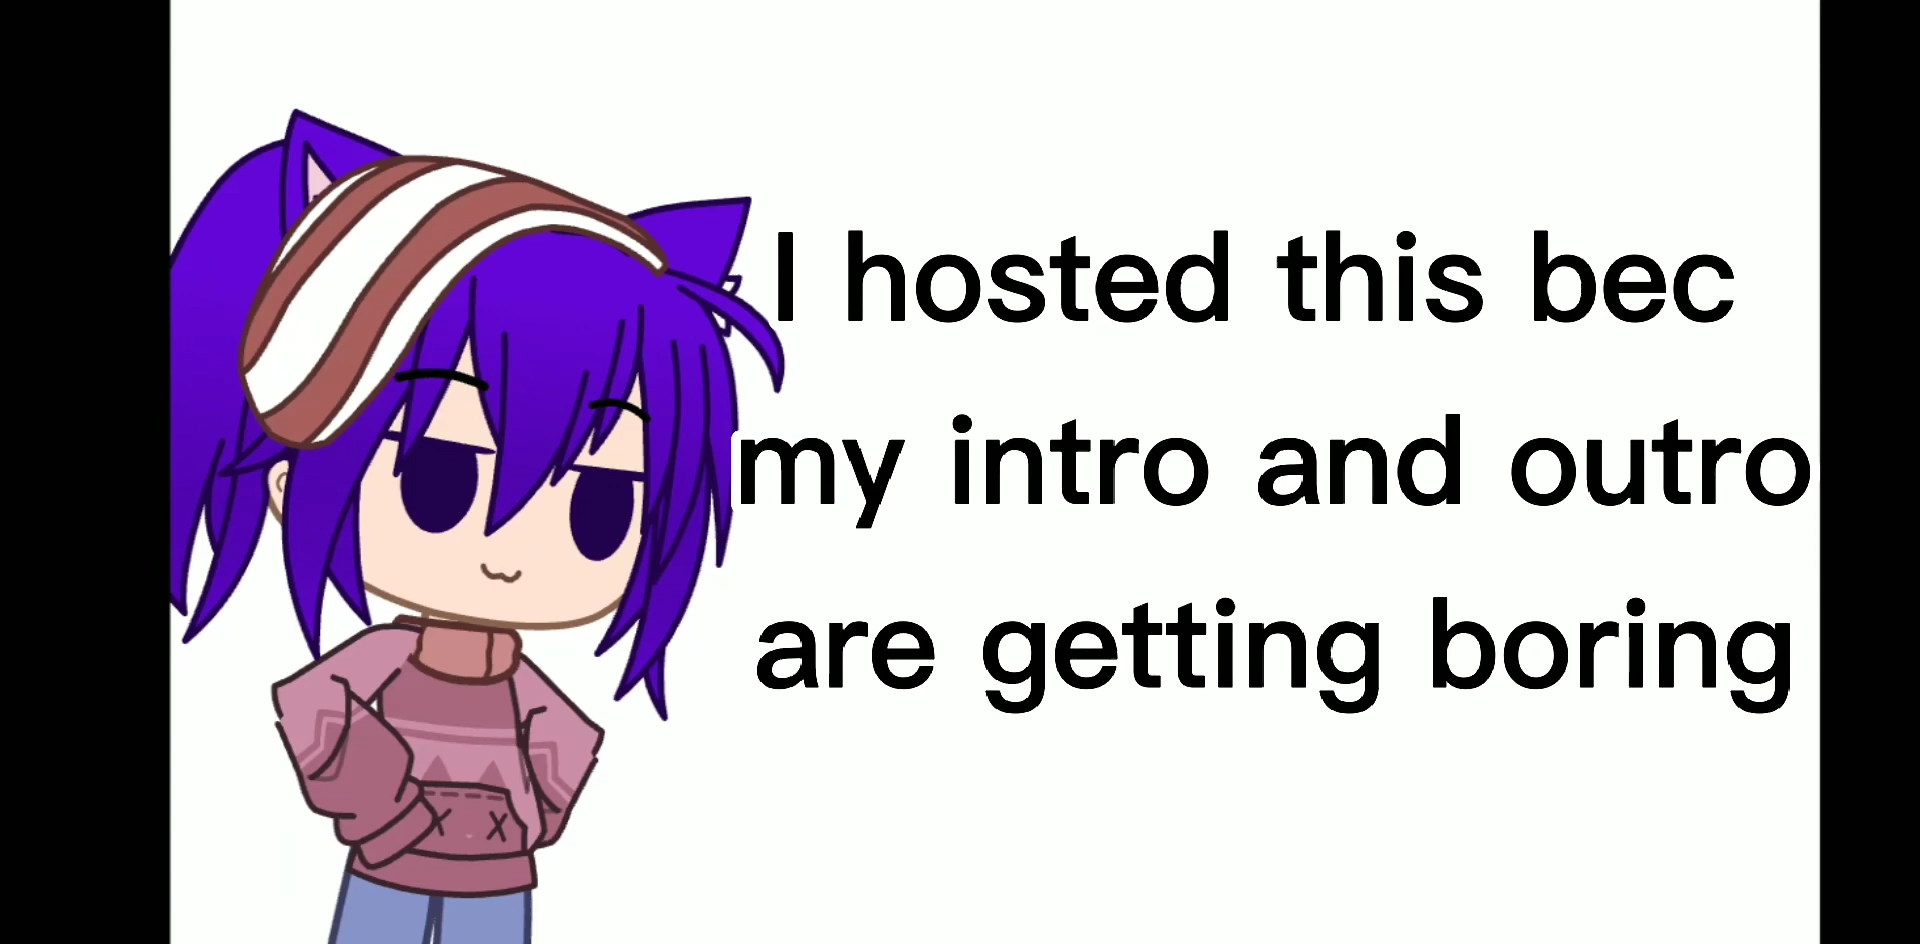 I hosted this bec
my intro and outro
are getting boring